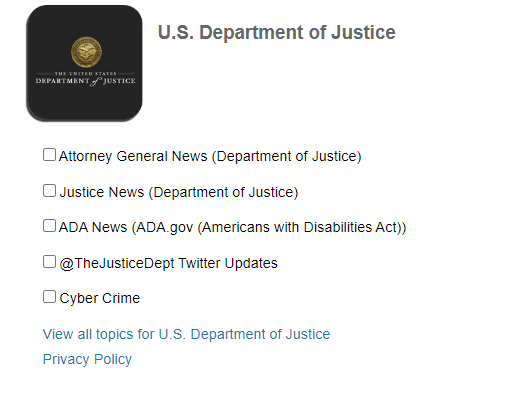 U.S. Department of Justice
THE UNITED STATES
DEPARTMENT of JUSTICE
Attorney General News (Department of Justice)
Justice News (Department of Justice)
ADA News (ADA.gov (Americans with Disabilities Act))
@TheJusticeDept Twitter Updates
Cyber Crime
View all topics for U.S. Department of Justice
Privacy Policy